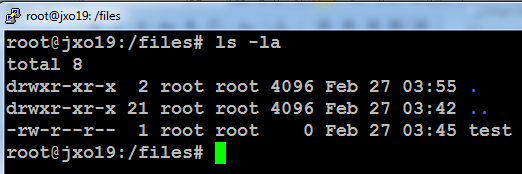 root@jxo19: /files
root@jxo19:/files# ls -la
total 8
drwxr-xr-x  2 root root 4096 Feb 27 03:55 .
drwxr-xr-x 21 root root 4096 Feb 27 03:42 ..
-rw-r--r--  1 root root    0 Feb 27 03:45 test
root@jxo19:/files#